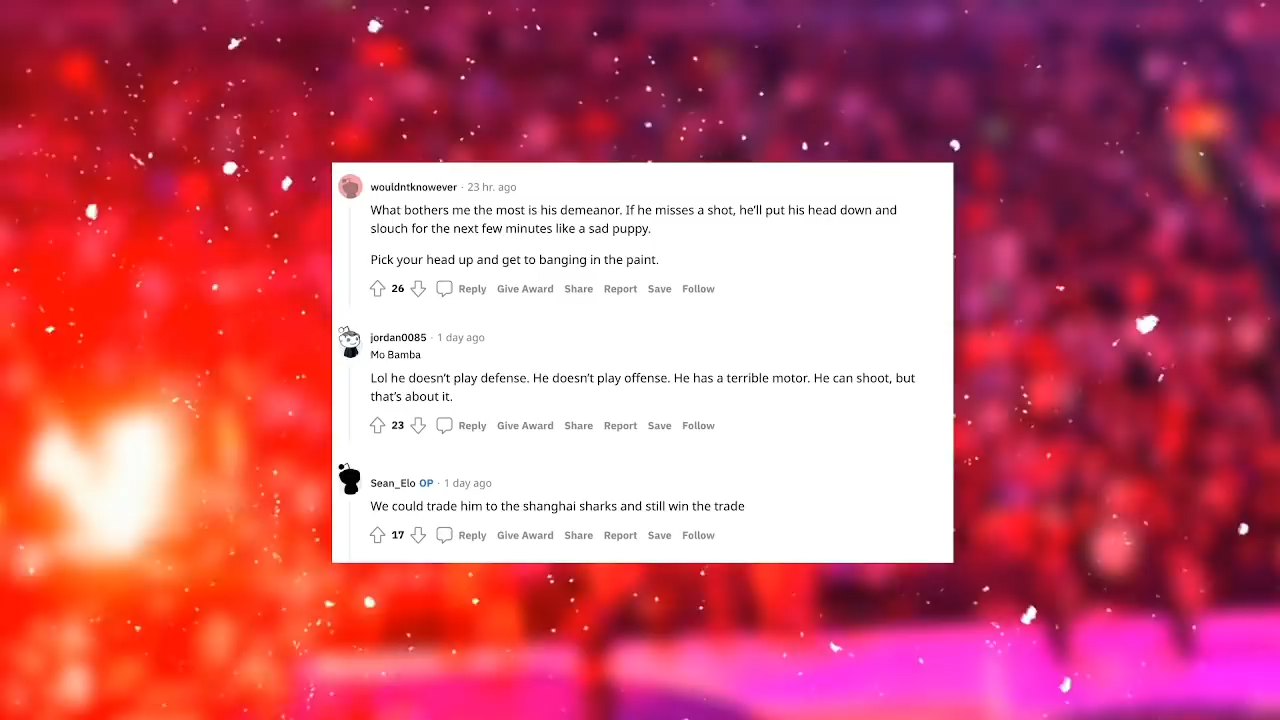 wouldntknowever · 23 hr. ago
What bothers me the most is his demeanor. If he misses a shot, he’ll put his head down and
slouch for the next few minutes like a sad puppy.
Pick your head up and get to banging in the paint.
26 Reply Give Award Share Report Save Follow
jordan0085 · 1 day ago
Mo Bamba
Lol he doesn’t play defense. He doesn’t play offense. He has a terrible motor. He can shoot, but
that’s about it.
23 Reply Give Award Share Report Save Follow
Sean_Elo OP · 1 day ago
We could trade him to the shanghai sharks and still win the trade
17 Reply Give Award Share Report Save Follow